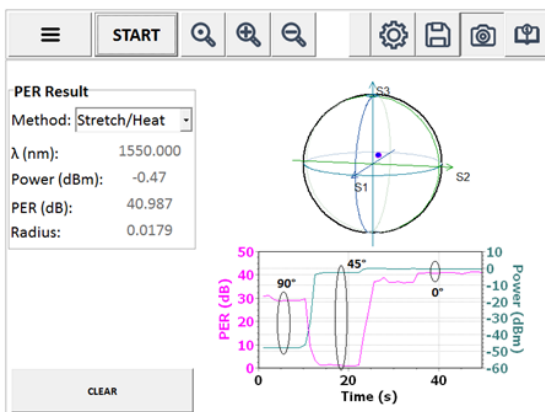 START
PER Result
Method: Stretch/Heat
λ (nm): 1550.000
Power (dBm): -0.47
PER (dB): 40.987
Radius: 0.0179
CLEAR
S3
S2
S1
50 10
40 0
30 -10
20 -20
-30
10 -40
-50
0 -60
PER (dB)
Power (dBm)
90°
45°
0°
0 20 40
Time (s)